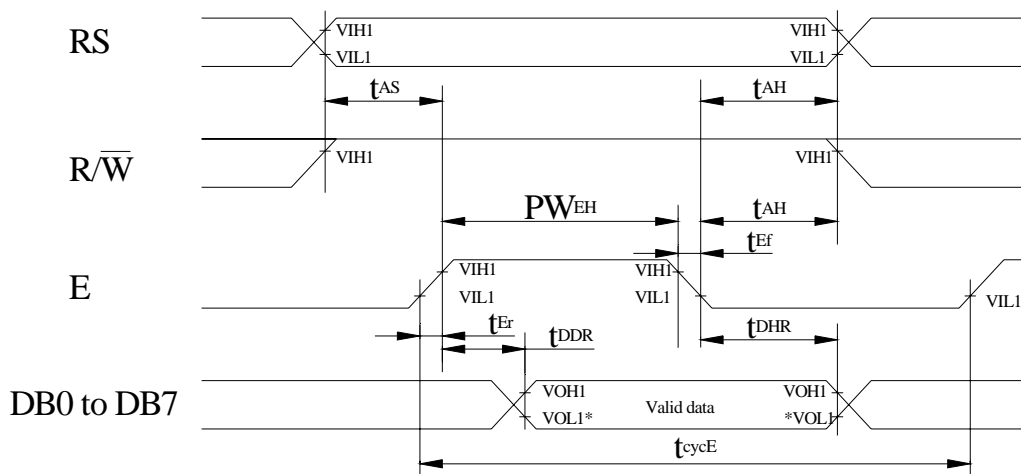 RS
VIH1
VIL1
VIH1
VIL1
tAS
tAH
R/W̅
VIH1
VIH1
PWEH
tAH
tEf
E
VIH1
VIL1
VIH1
VIL1
VIL1
tEr
tDDR
tDHR
DB0 to DB7
VOH1
VOL1*
Valid data
VOH1
*VOL1
tcycE